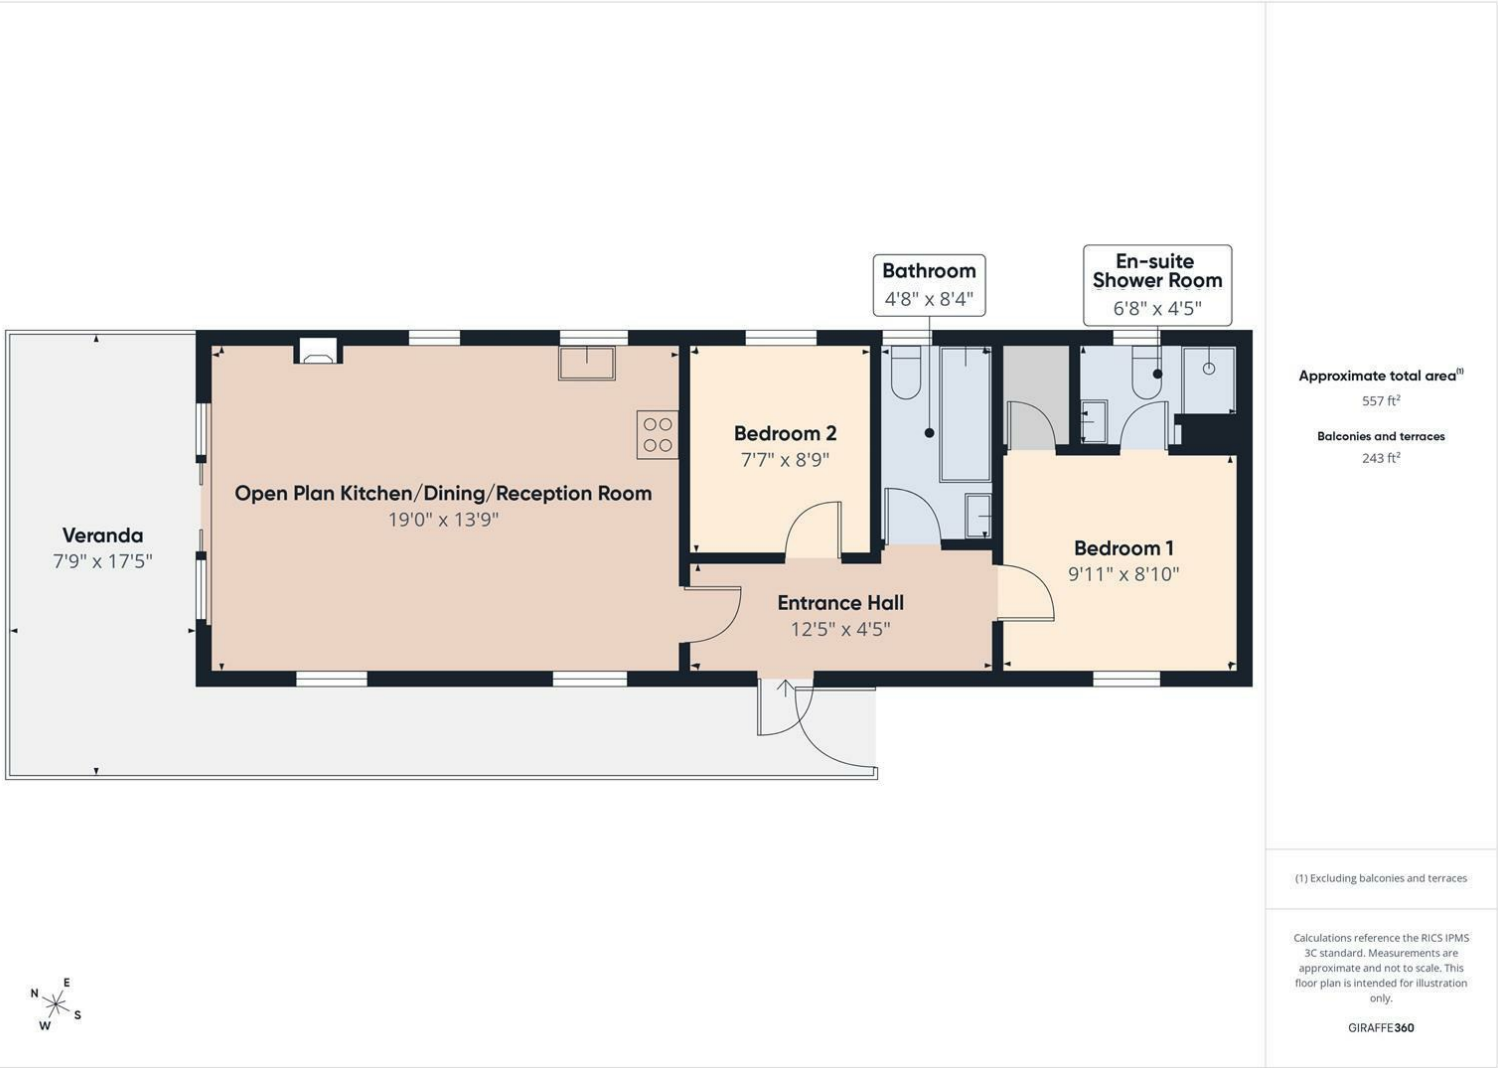 Bathroom
4'8" x 8'4"
En-suite
Shower Room
6'8" x 4'5"
Bedroom 2
7'7" x 8'9"
Open Plan Kitchen/Dining/Reception Room
19'0" x 13'9"
Veranda
7'9" x 17'5"
Bedroom 1
9'11" x 8'10"
Entrance Hall
12'5" x 4'5"
Approximate total area(1)
557 ft²
Balconies and terraces
243 ft²
(1) Excluding balconies and terraces
Calculations reference the RICS IPMS
3C standard. Measurements are
approximate and not to scale. This
floor plan is intended for illustration
only.
GIRAFFE360
E
N
S
W